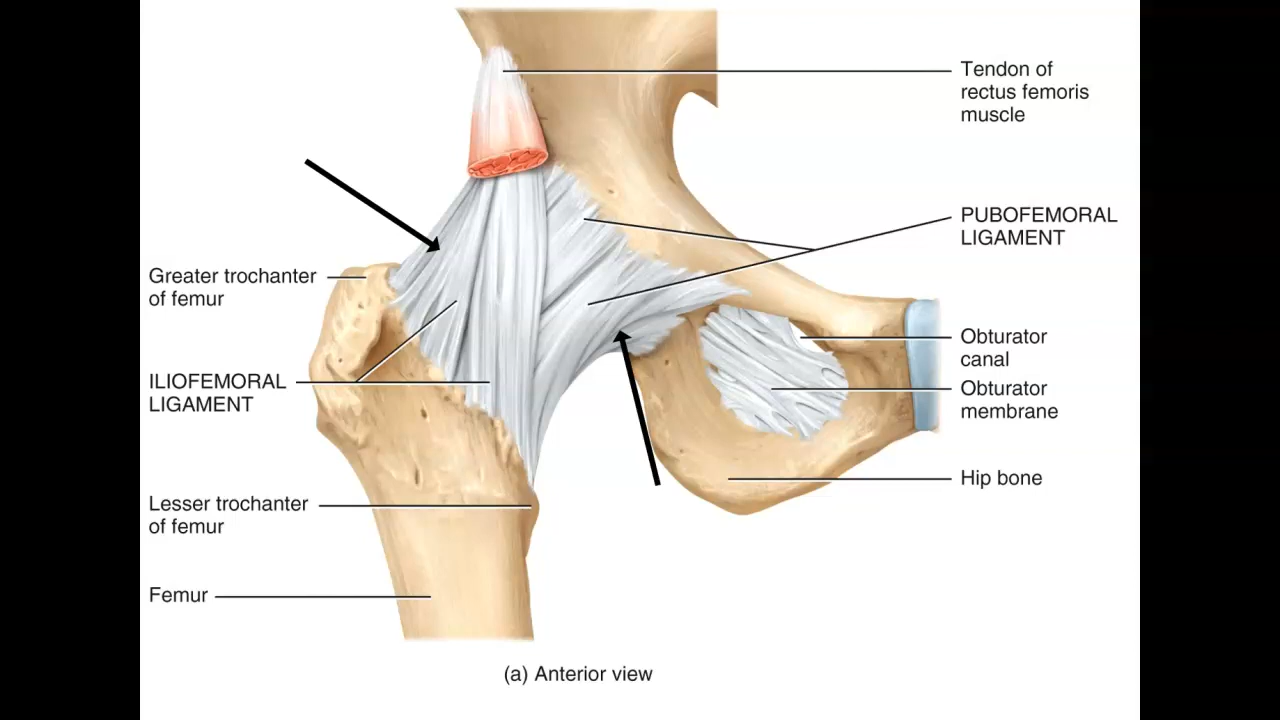 Tendon of
rectus femoris
muscle
PUBOFEMORAL
LIGAMENT
Greater trochanter
of femur
Obturator
canal
ILIOFEMORAL
LIGAMENT
Obturator
membrane
Hip bone
Lesser trochanter
of femur
Femur
(a) Anterior view